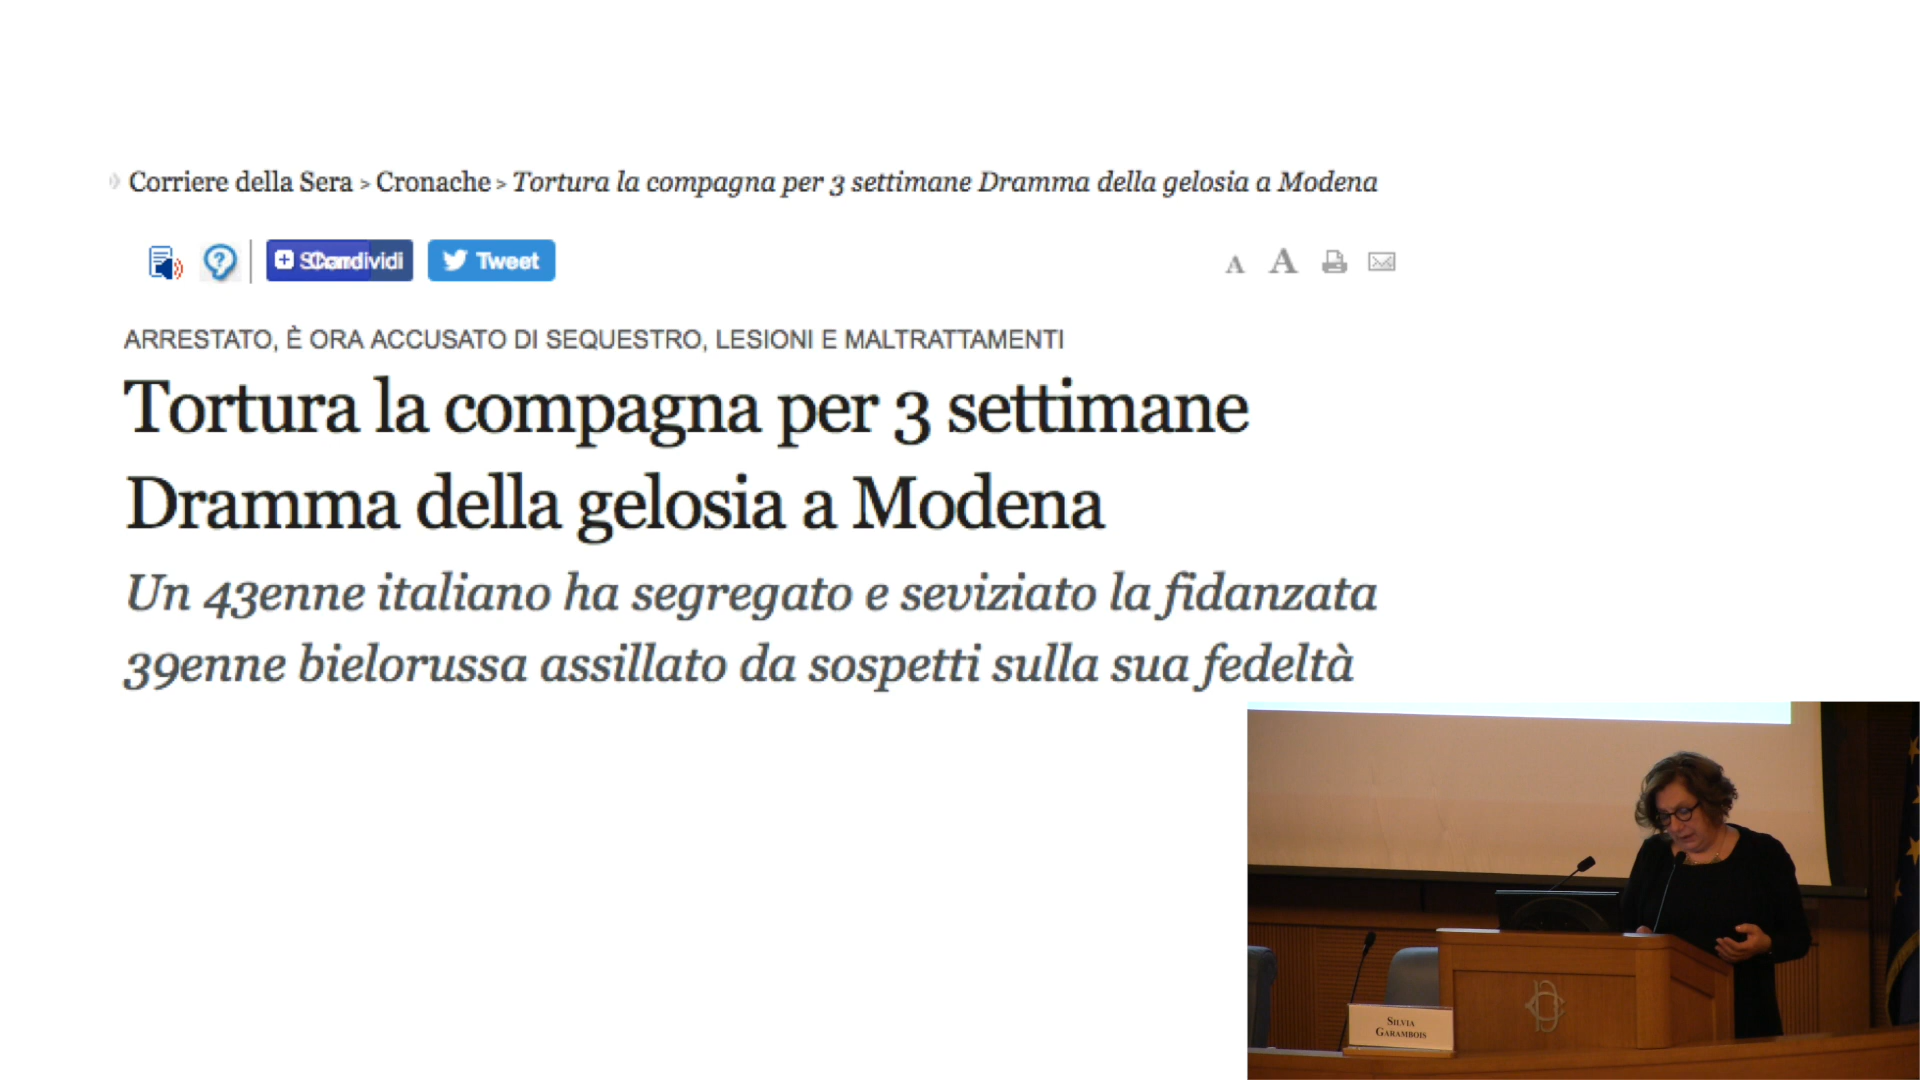 Corriere della Sera > Cronache > Tortura la compagna per 3 settimane Dramma della gelosia a Modena
Tweet
A A
ARRESTATO, È ORA ACCUSATO DI SEQUESTRO, LESIONI E MALTRATTAMENTI
Tortura la compagna per 3 settimane
Dramma della gelosia a Modena
Un 43enne italiano ha segregato e seviziato la fidanzata
39enne bielorussa assillato da sospetti sulla sua fedeltà
SILVIA
GARAMBOIS